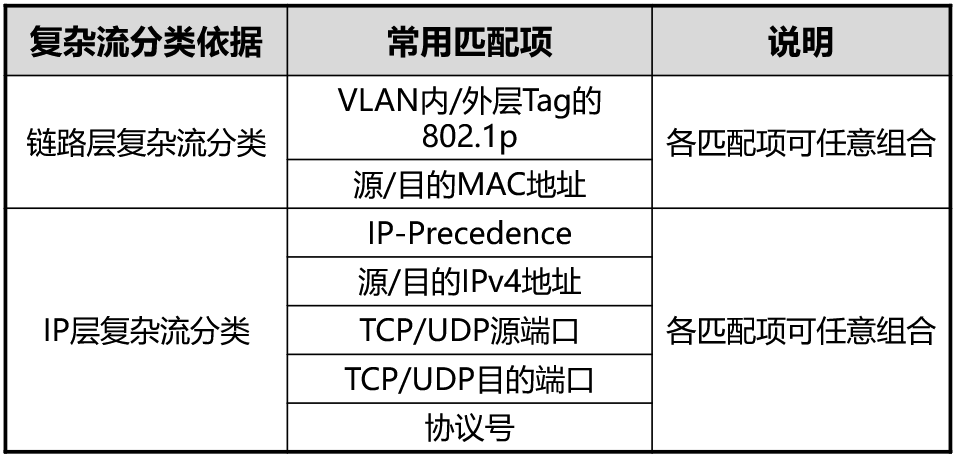 复杂流分类依据
常用匹配项
说明
链路层复杂流分类
VLAN内/外层Tag的
802.1p
源/目的MAC地址
各匹配项可任意组合
IP层复杂流分类
IP-Precedence
源/目的IPv4地址
TCP/UDP源端口
TCP/UDP目的端口
协议号
各匹配项可任意组合